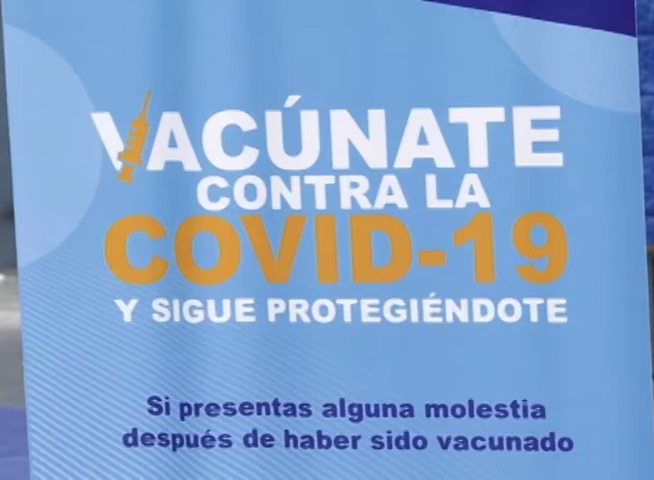 VACÚNATE
CONTRA LA
COVID-19
Y SIGUE PROTEGIÉNDOTE
Si presentas alguna molestia
después de haber sido vacunado